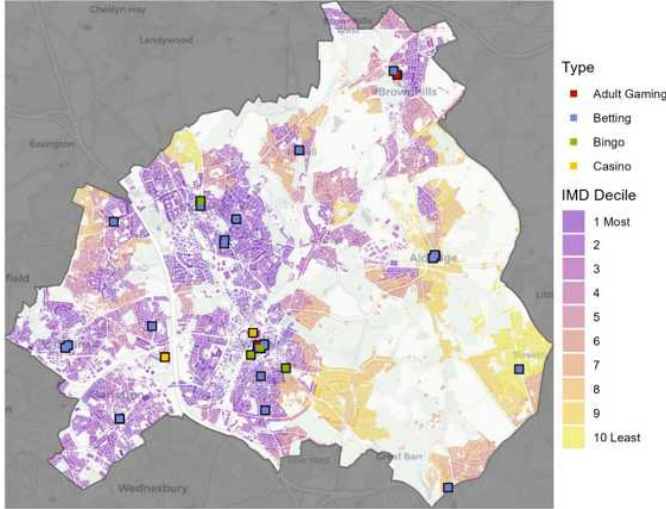 Cheslyn Hay
Landywood
Essington
field
Brownhills
Aldridge
Streetly
Great Barr
Wednesbury
Type
Adult Gaming
Betting
Bingo
Casino
IMD Decile
1 Most
2
3
4
5
6
7
8
9
10 Least